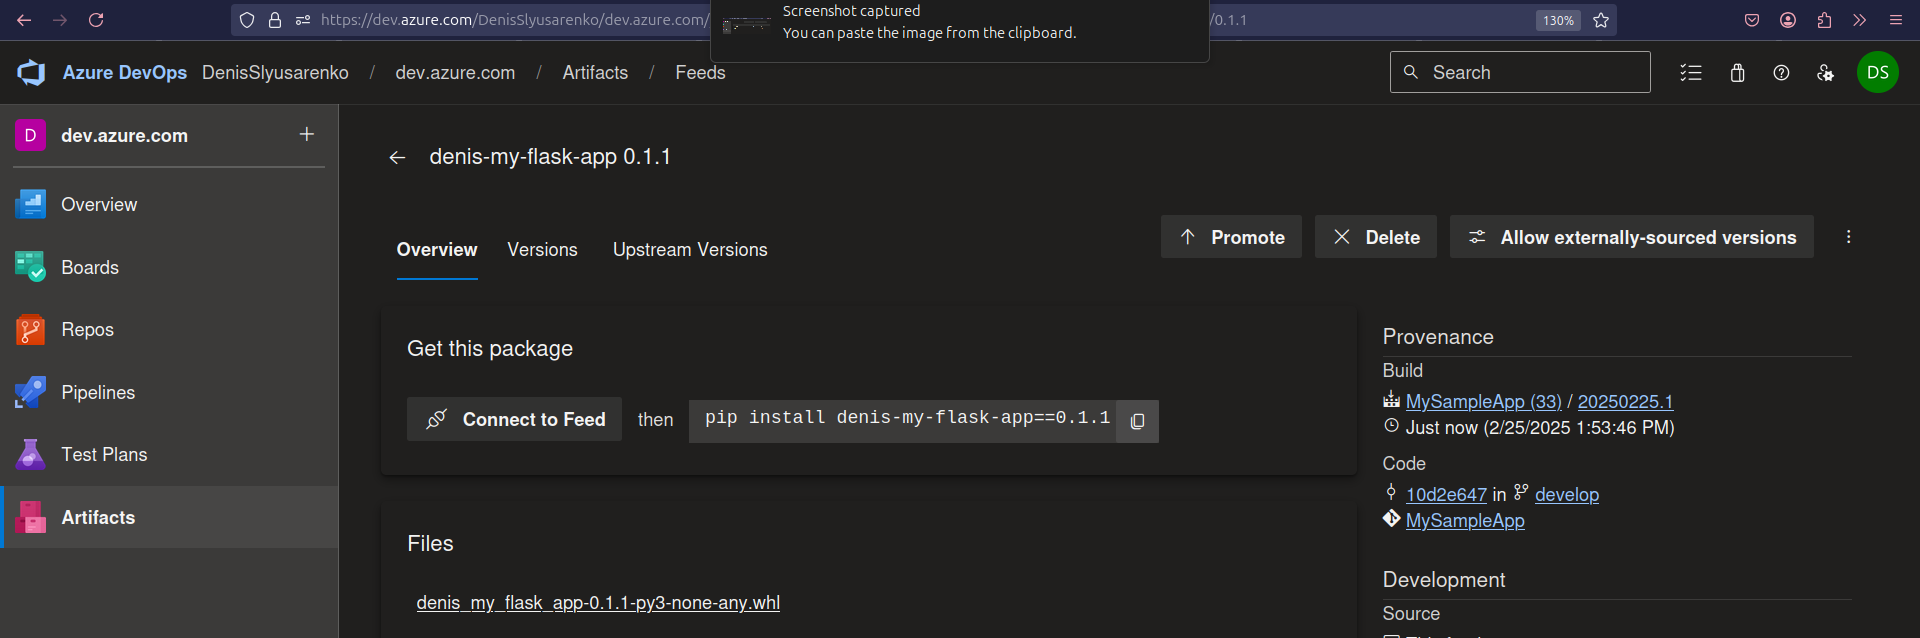 https://dev.azure.com/DenisSlyusarenko/dev.azure.com/
/0.1.1
130%
Screenshot captured
You can paste the image from the clipboard.
Azure DevOps DenisSlyusarenko / dev.azure.com / Artifacts / Feeds
Search
DS
D dev.azure.com +
Overview
Boards
Repos
Pipelines
Test Plans
Artifacts
denis-my-flask-app 0.1.1
Overview Versions Upstream Versions
Promote Delete Allow externally-sourced versions
Get this package
Connect to Feed then pip install denis-my-flask-app==0.1.1
Files
denis_my_flask_app-0.1.1-py3-none-any.whl
Provenance
Build
MySampleApp (33) / 20250225.1
Just now (2/25/2025 1:53:46 PM)
Code
10d2e647 in develop
MySampleApp
Development
Source